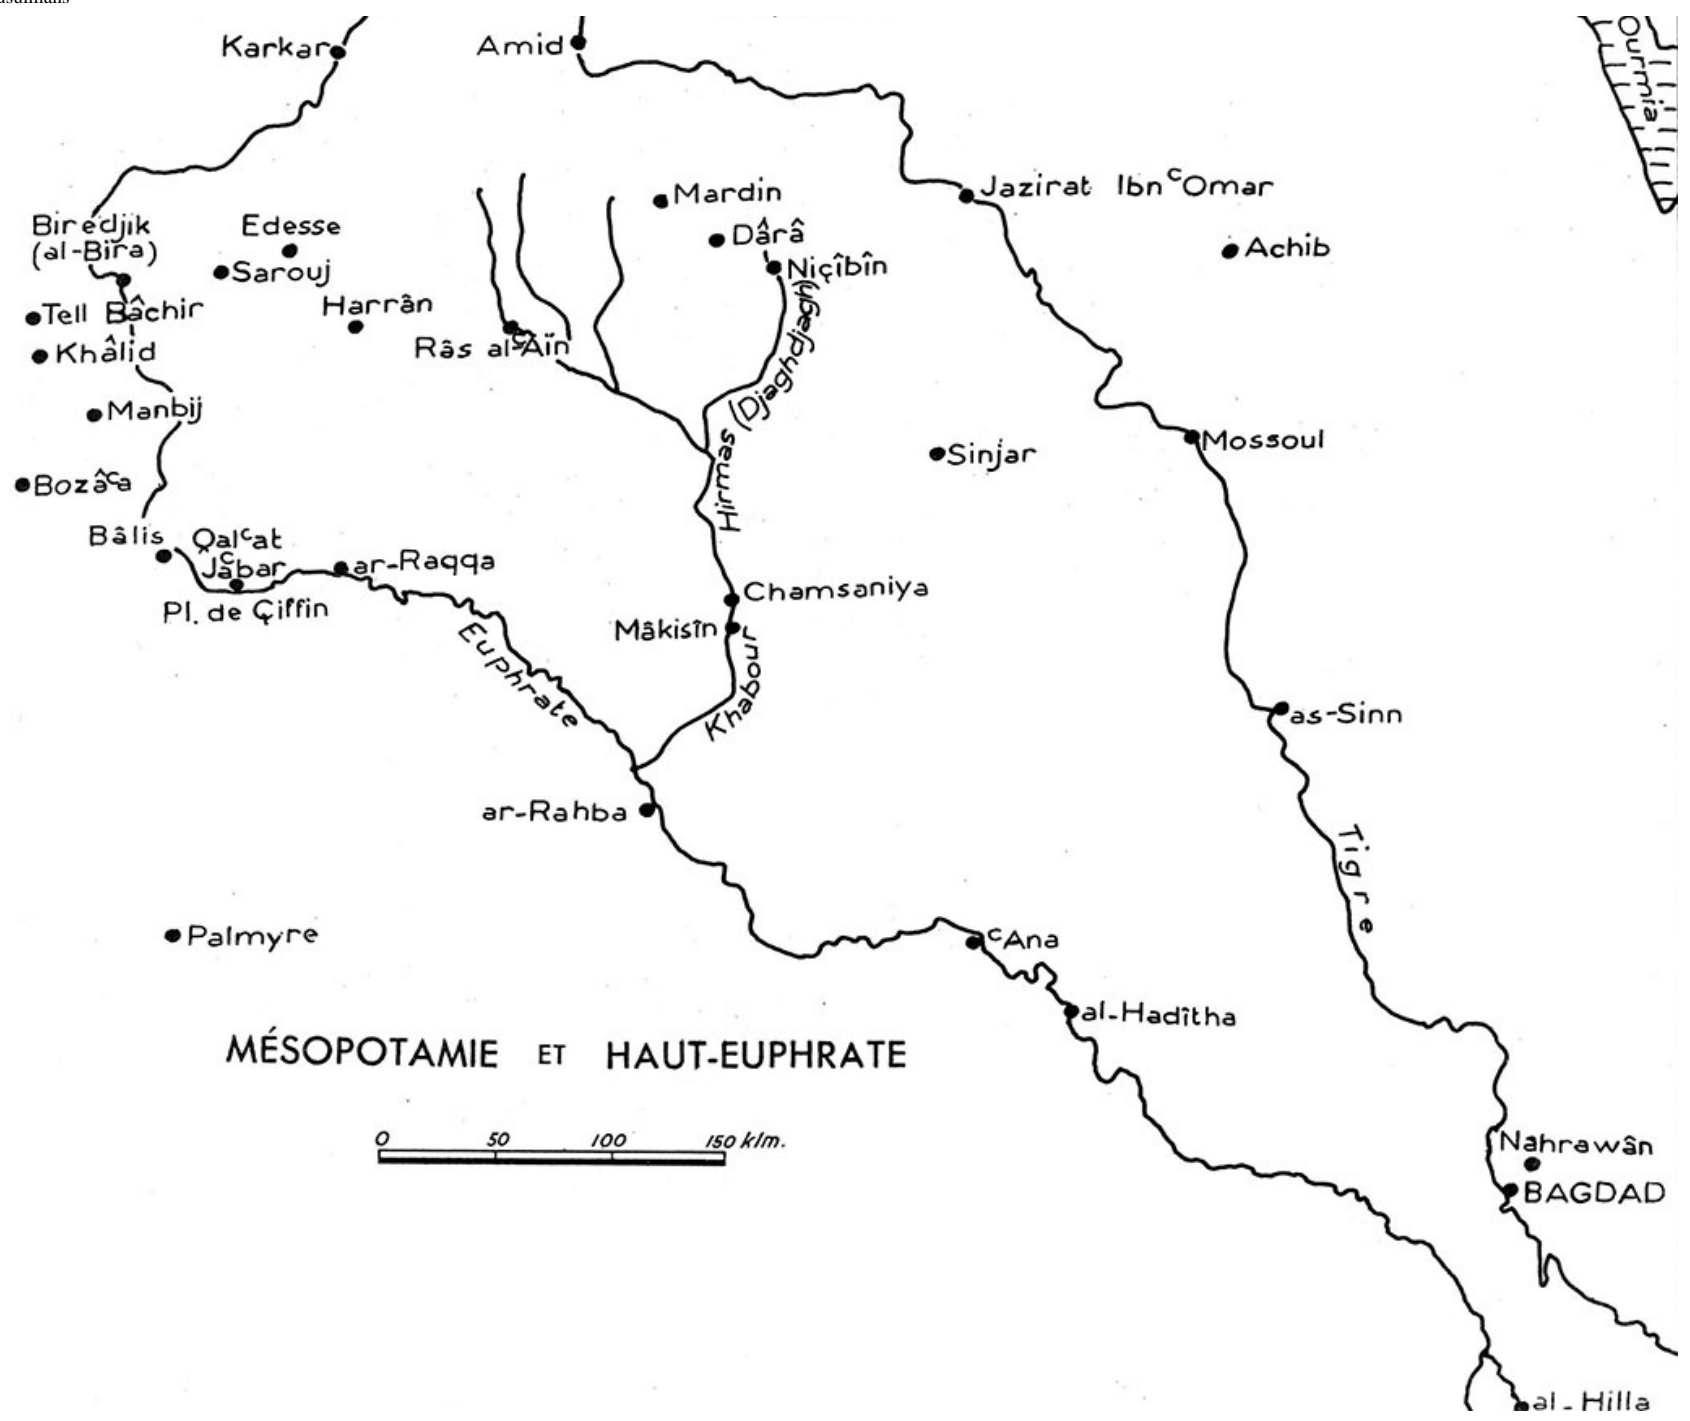 Karkar
Amid
Ourmia
Mardin
Jazirat Ibn ᶜOmar
Biredjik
(al-Bïra)
Edesse
Dârâ
Achib
Sarouj
Niçîbîn
Tell Bâchir
Harrân
Khâlid
Râs al-ᶜAïn
(Djaghdjagh)
Manbij
Mossoul
Hirmas
Sinjar
Bozâᶜa
Bâlis
Qalᶜat
Jaᶜbar
ar-Raqqa
Pl. de Çiffin
Chamsaniya
Mâkisîn
Euphrate
Khabour
as-Sinn
ar-Rahba
Tigre
Palmyre
ᶜAna
al-Hadîtha
MÉSOPOTAMIE ET HAUT-EUPHRATE
0 50 100 150 klm.
Nahrawân
BAGDAD
al-Hilla